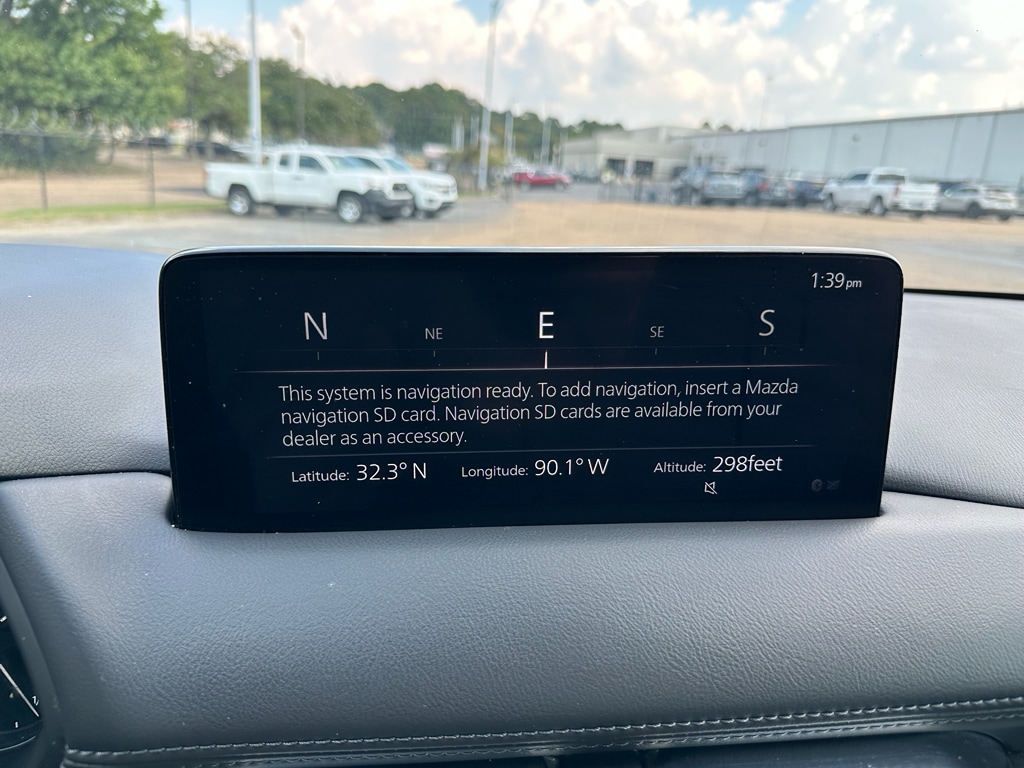 1:39pm
N NE E SE S
This system is navigation ready. To add navigation, insert a Mazda
navigation SD card. Navigation SD cards are available from your
dealer as an accessory.
Latitude: 32.3° N Longitude: 90.1° W Altitude: 298feet